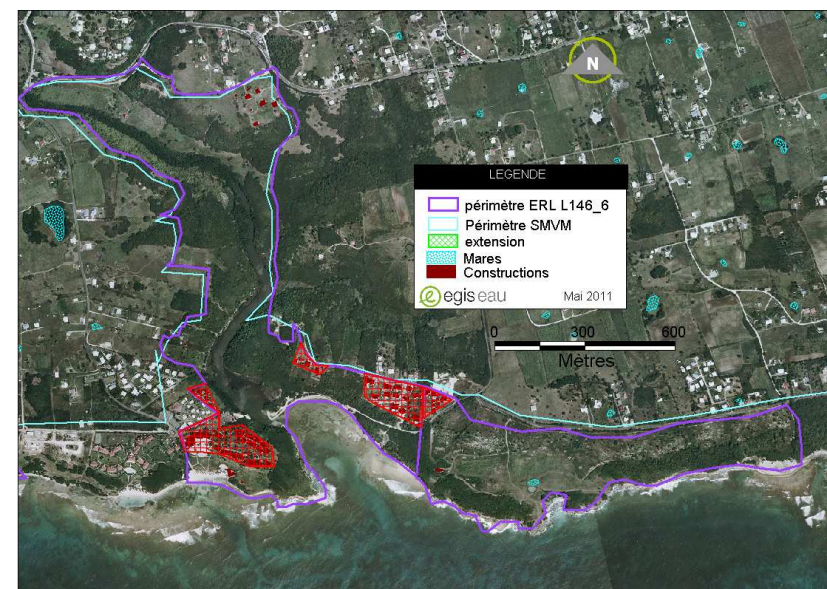 N
LEGENDE
périmètre ERL L146_6
Périmètre SMVM
extension
Mares
Constructions
egis eau Mai 2011
0 300 600
Mètres